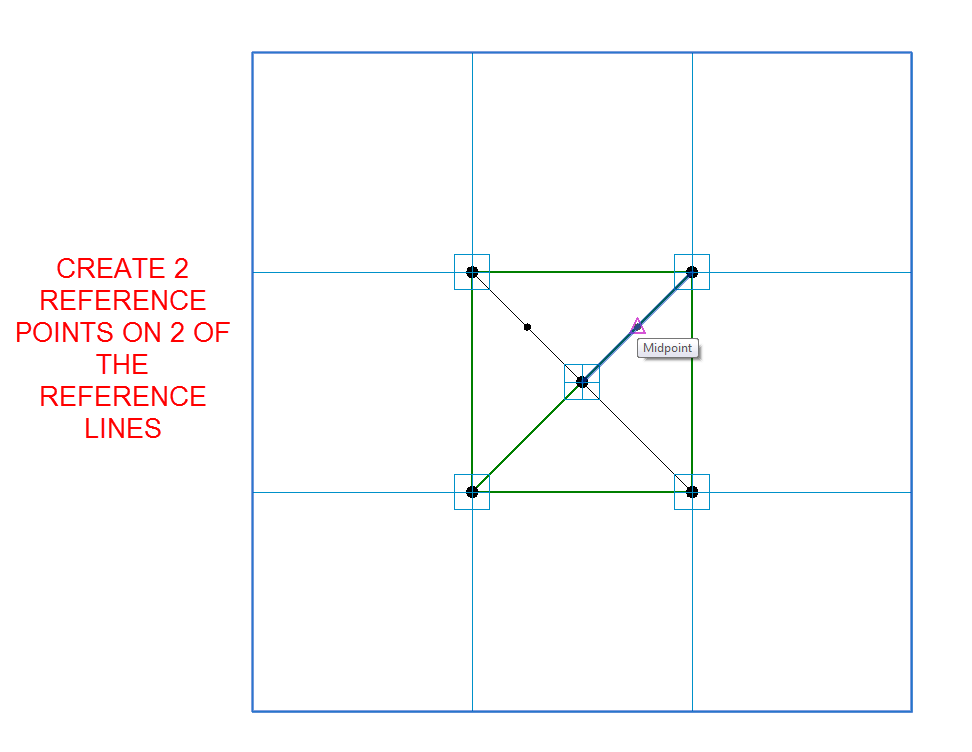 CREATE 2
REFERENCE
POINTS ON 2 OF
THE
REFERENCE
LINES
Midpoint